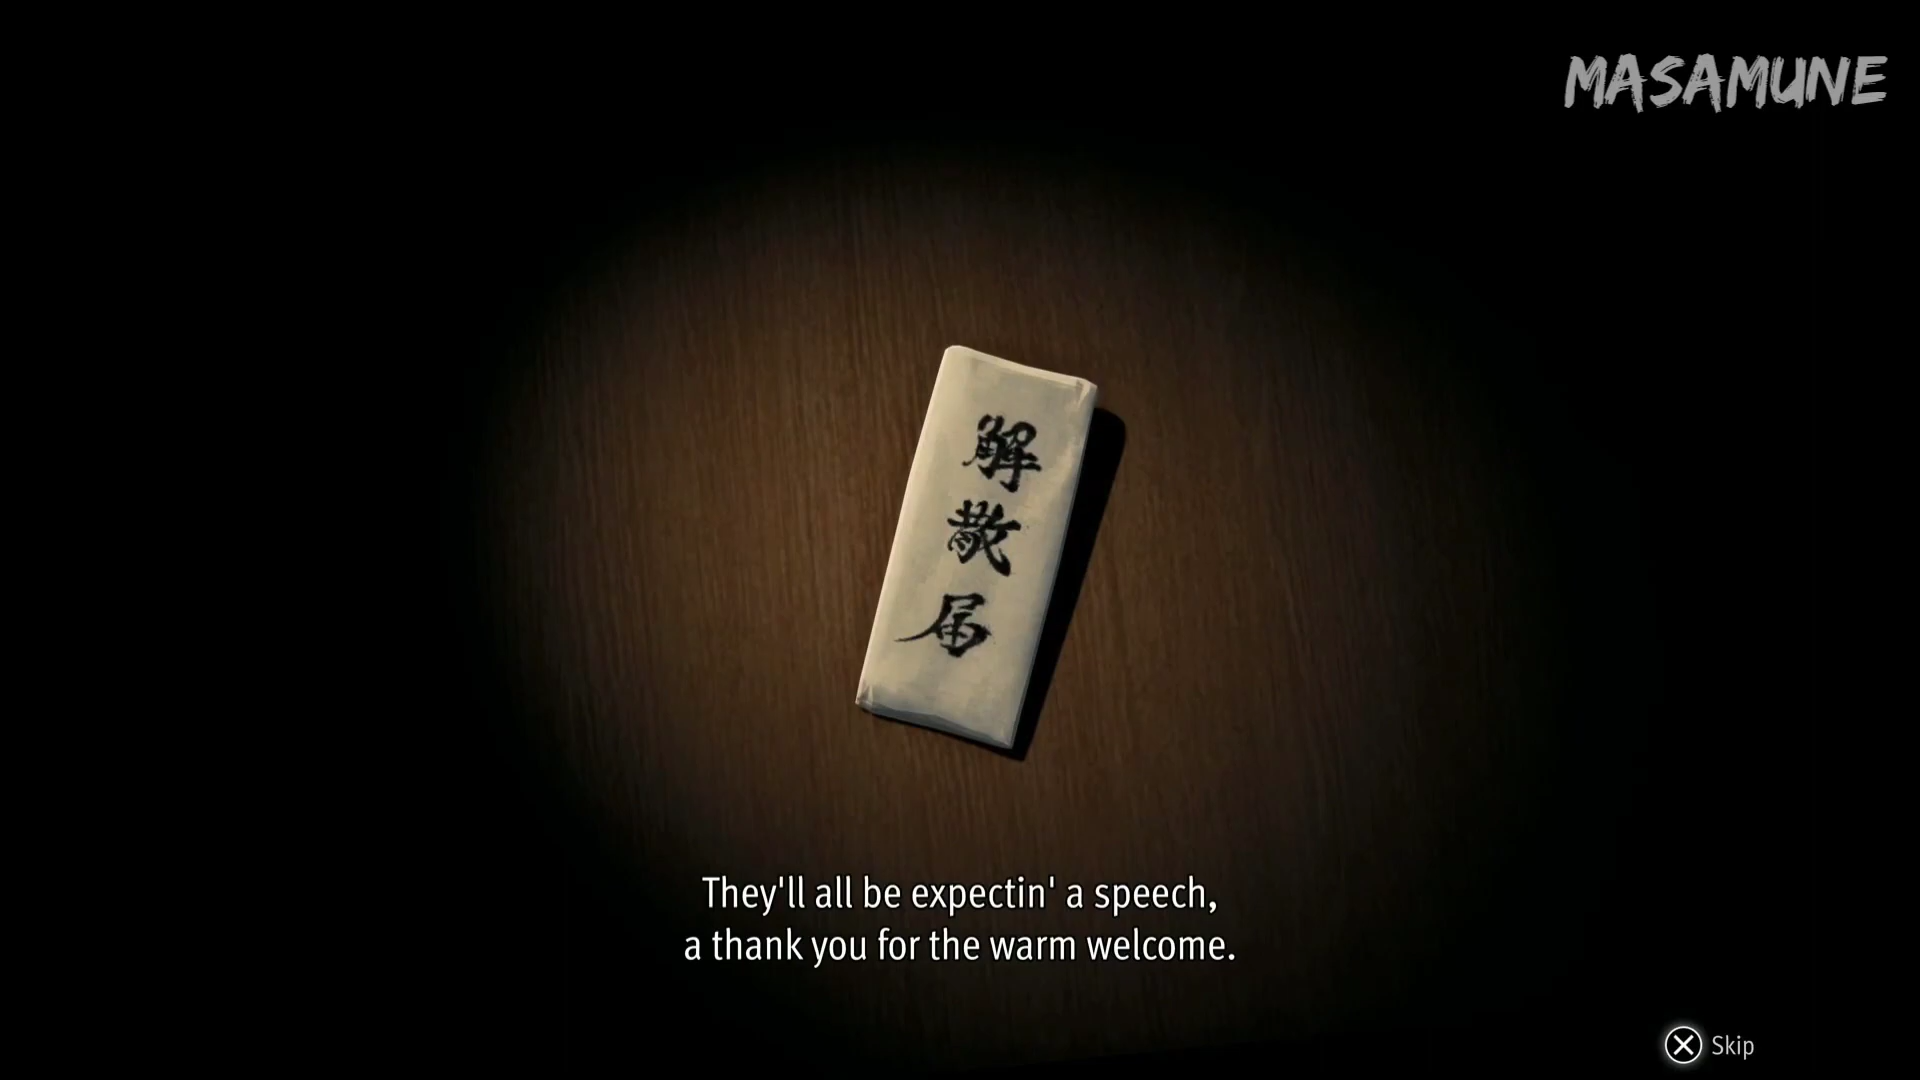 MASAMUNE
解散届
They'll all be expectin' a speech,
a thank you for the warm welcome.
Skip